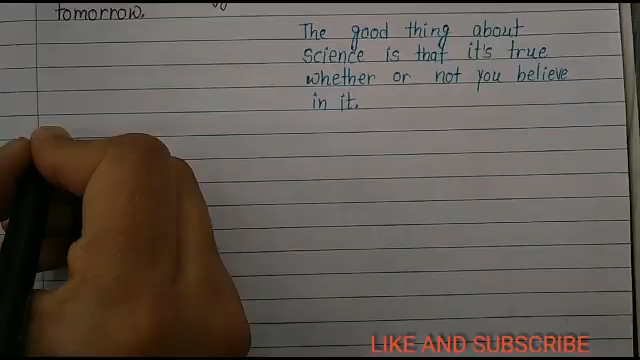 tomorrow.
The good thing about
Science is that it's true
whether or not you believe
in it.
LIKE AND SUBSCRIBE